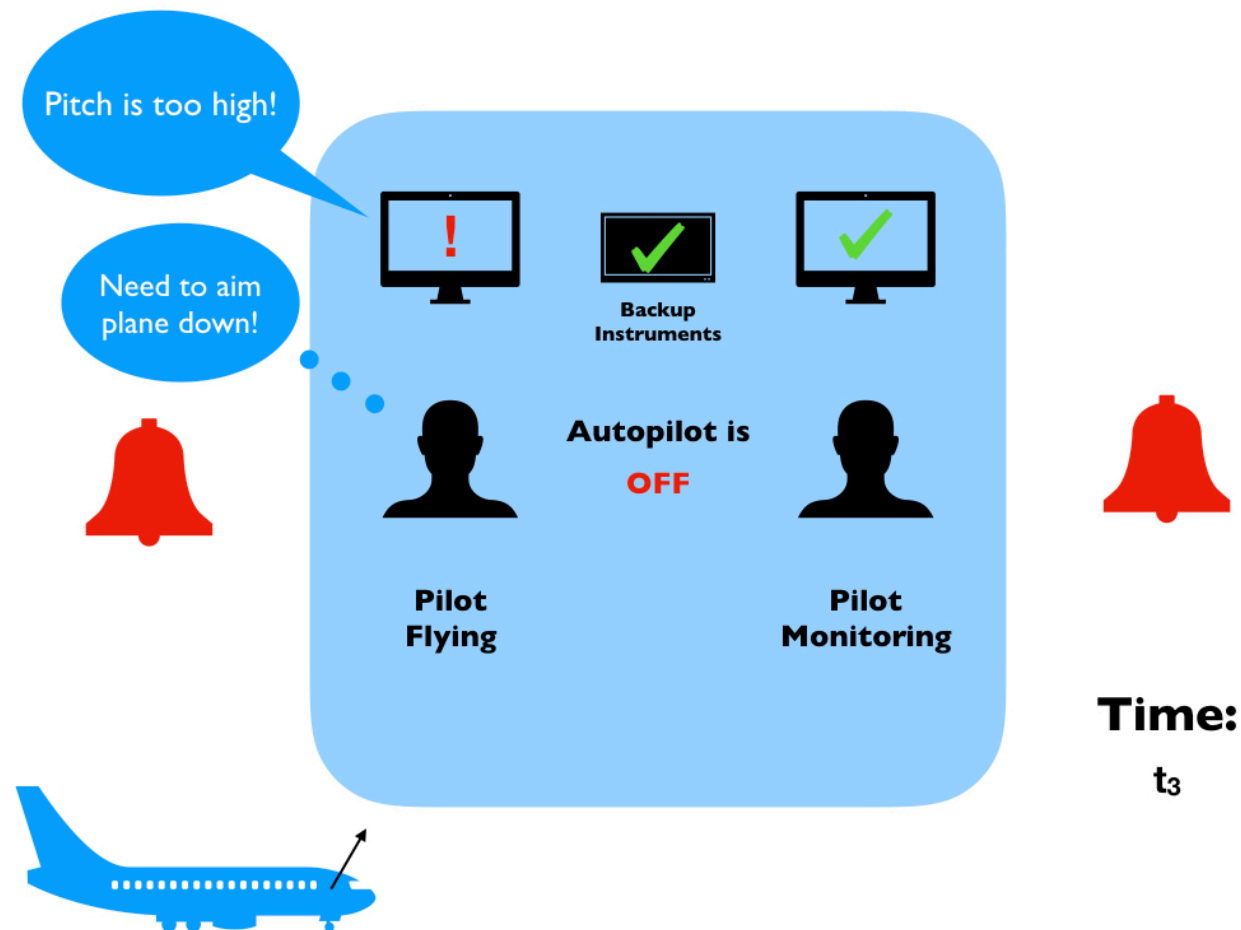 Pitch is too high!
Need to aim
plane down!
!
Backup
Instruments
Autopilot is
OFF
Pilot
Flying
Pilot
Monitoring
Time:
t₃